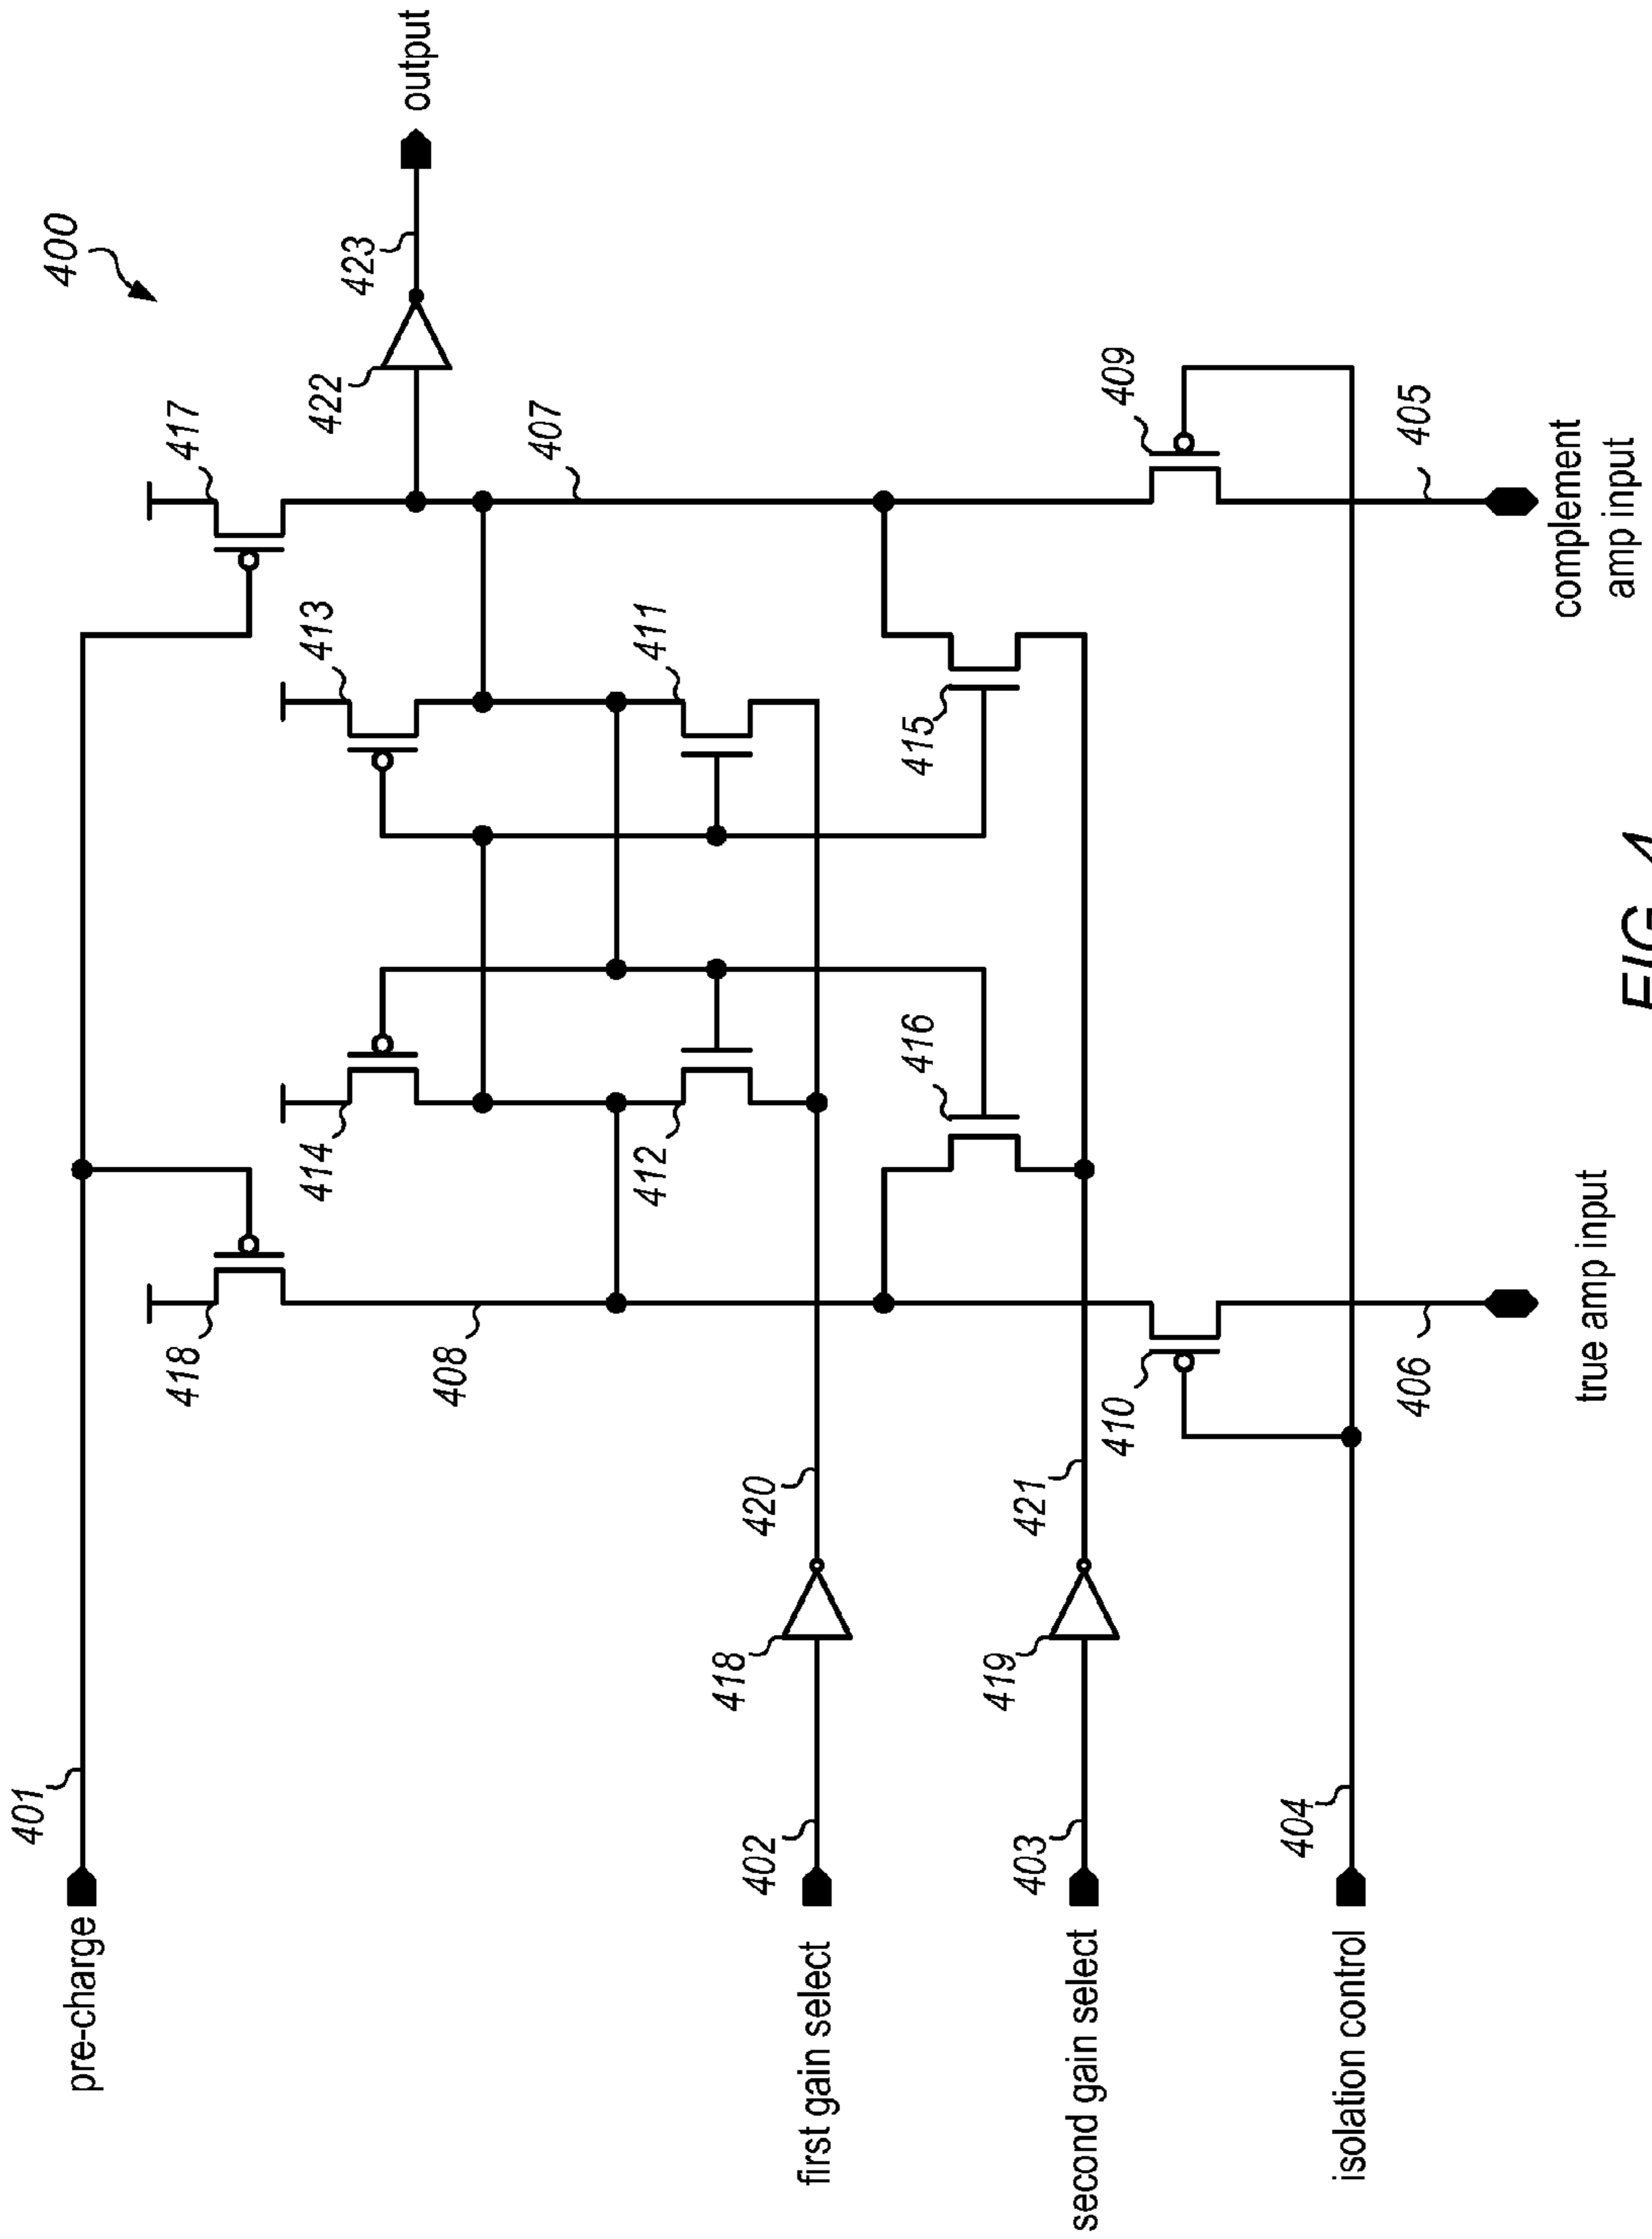 401
400
pre-charge
418
417
414
413
422
423
output
408
407
412
411
418
402
420
first gain select
416
415
419
403
421
second gain select
410
409
404
isolation control
406
405
true amp input
complement
amp input
FIG. 4